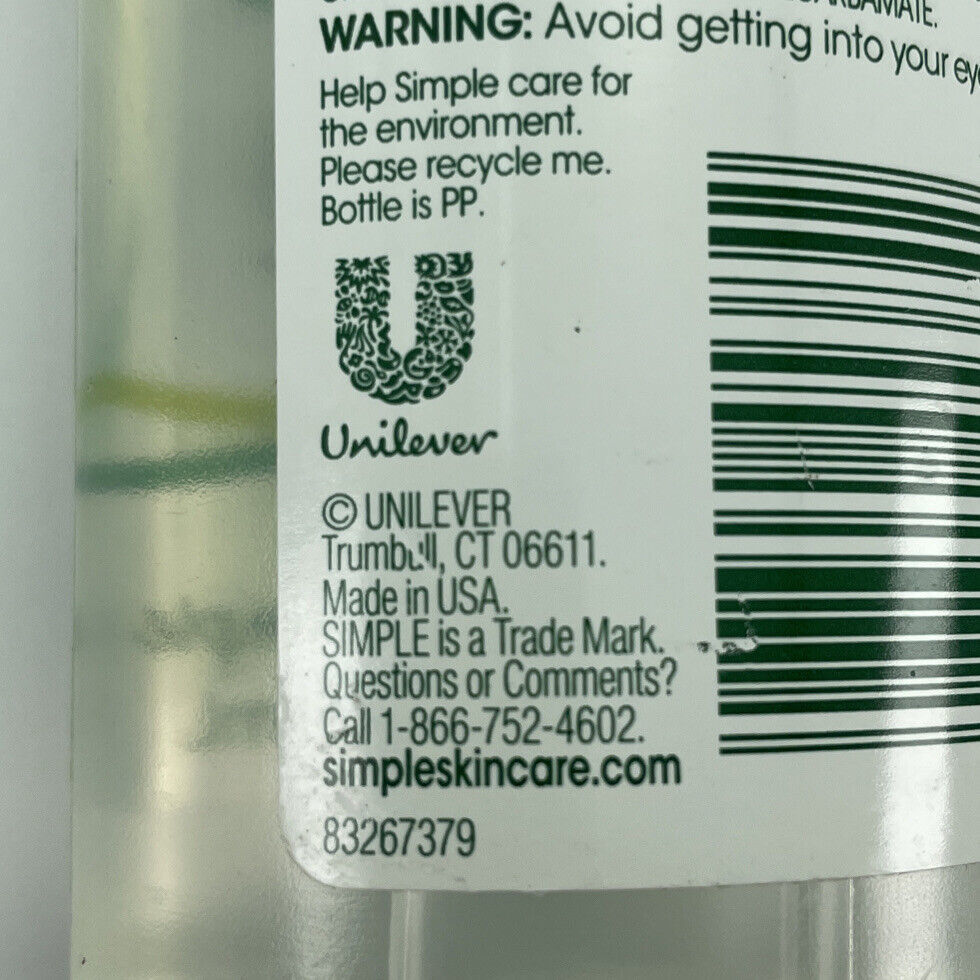 WARNING: Avoid getting into your
Help Simple care for
the environment.
Please recycle me.
Bottle is PP.
Unilever
© UNILEVER
Trumbull, CT 06611.
Made in USA.
SIMPLE is a Trade Mark.
Questions or Comments?
Call 1-866-752-4602.
simpleskincare.com
83267379